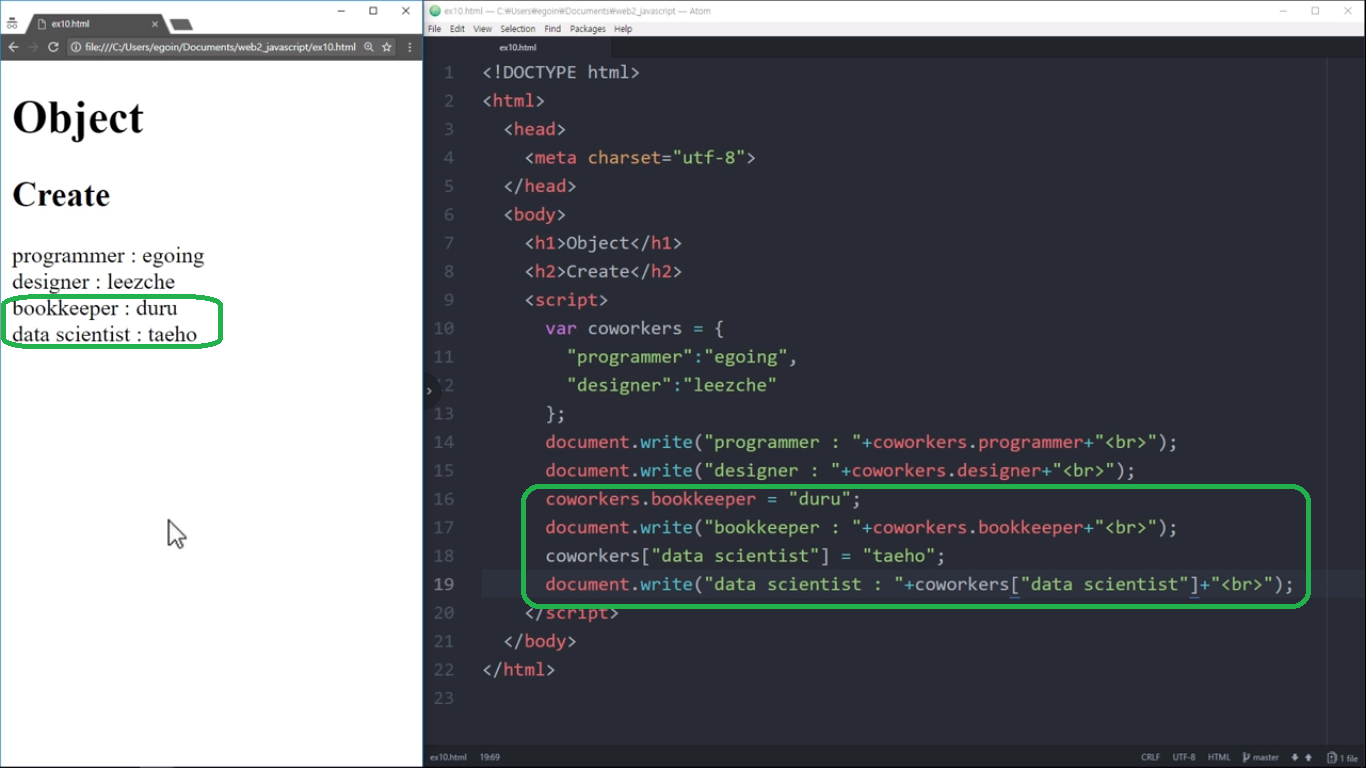 ex10.html
file:///C:/Users/egoin/Documents/web2_javascript/ex10.html
Object
Create
programmer : egoing
designer : leezche
bookkeeper : duru
data scientist : taeho
ex10.html — C:₩Users₩egoin₩Documents₩web2_javascript — Atom
File Edit View Selection Find Packages Help
ex10.html
1 <!DOCTYPE html>
2 <html>
3 <head>
4 <meta charset="utf-8">
5 </head>
6 <body>
7 <h1>Object</h1>
8 <h2>Create</h2>
9 <script>
10 var coworkers = {
11 "programmer":"egoing",
12 "designer":"leezche"
13 };
14 document.write("programmer : "+coworkers.programmer+"<br>");
15 document.write("designer : "+coworkers.designer+"<br>");
16 coworkers.bookkeeper = "duru";
17 document.write("bookkeeper : "+coworkers.bookkeeper+"<br>");
18 coworkers["data scientist"] = "taeho";
19 document.write("data scientist : "+coworkers["data scientist"]+"<br>");
20 </script>
21 </body>
22 </html>
23
ex10.html 19:69 CRLF UTF-8 HTML master 1 file